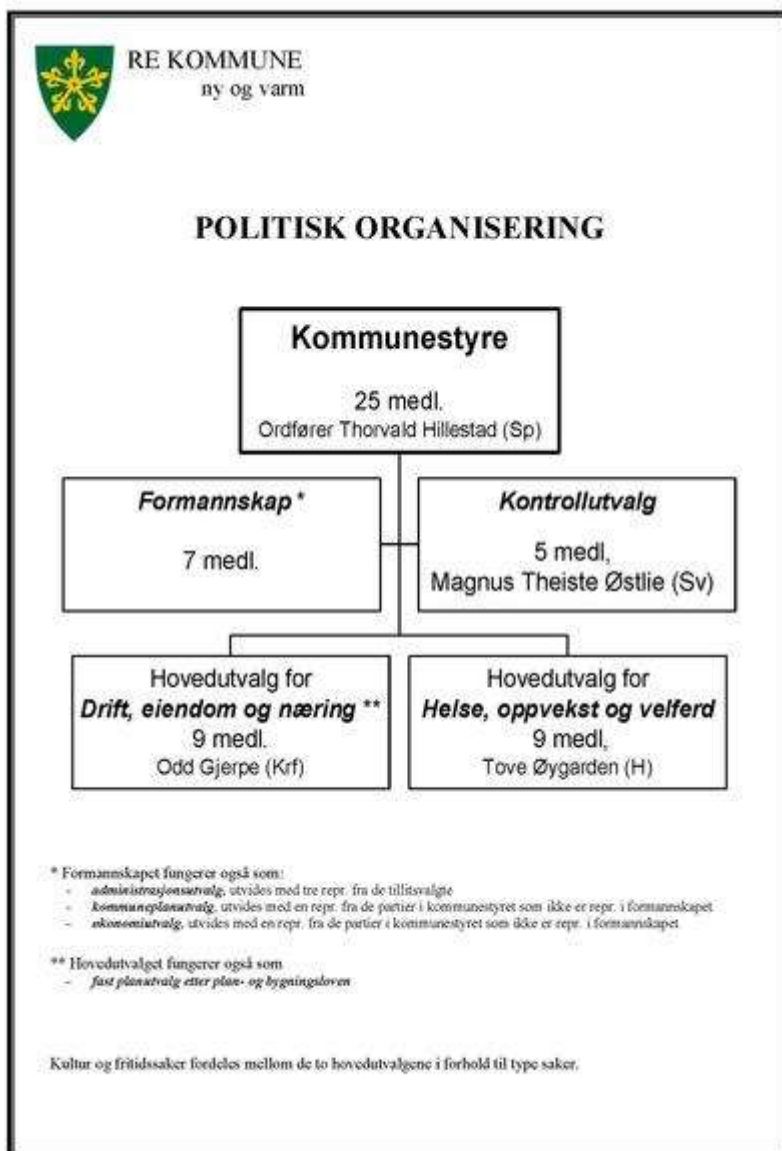 RE KOMMUNE
ny og varm
POLITISK ORGANISERING
Kommunestyre
25 medl.
Ordfører Thorvald Hillestad (Sp)
Formannskap *
7 medl.
Kontrollutvalg
5 medl,
Magnus Theiste Østlie (Sv)
Hovedutvalg for
Drift, eiendom og næring **
9 medl.
Odd Gjerpe (Krf)
Hovedutvalg for
Helse, oppvekst og velferd
9 medl,
Tove Øygarden (H)
* Formannskapet fungerer også som:
- administrasjonsutvalg, utvides med tre repr. fra de tillitsvalgte
- kommuneplanutvalg, utvides med en repr. fra de partier i kommunestyret som ikke er repr. i formannskapet
- økonomiutvalg, utvides med en repr. fra de partier i kommunestyret som ikke er repr. i formannskapet
** Hovedutvalget fungerer også som
- fast planutvalg etter plan- og bygningsloven
Kultur og fritidssaker fordeles mellom de to hovedutvalgene i forhold til type saker.